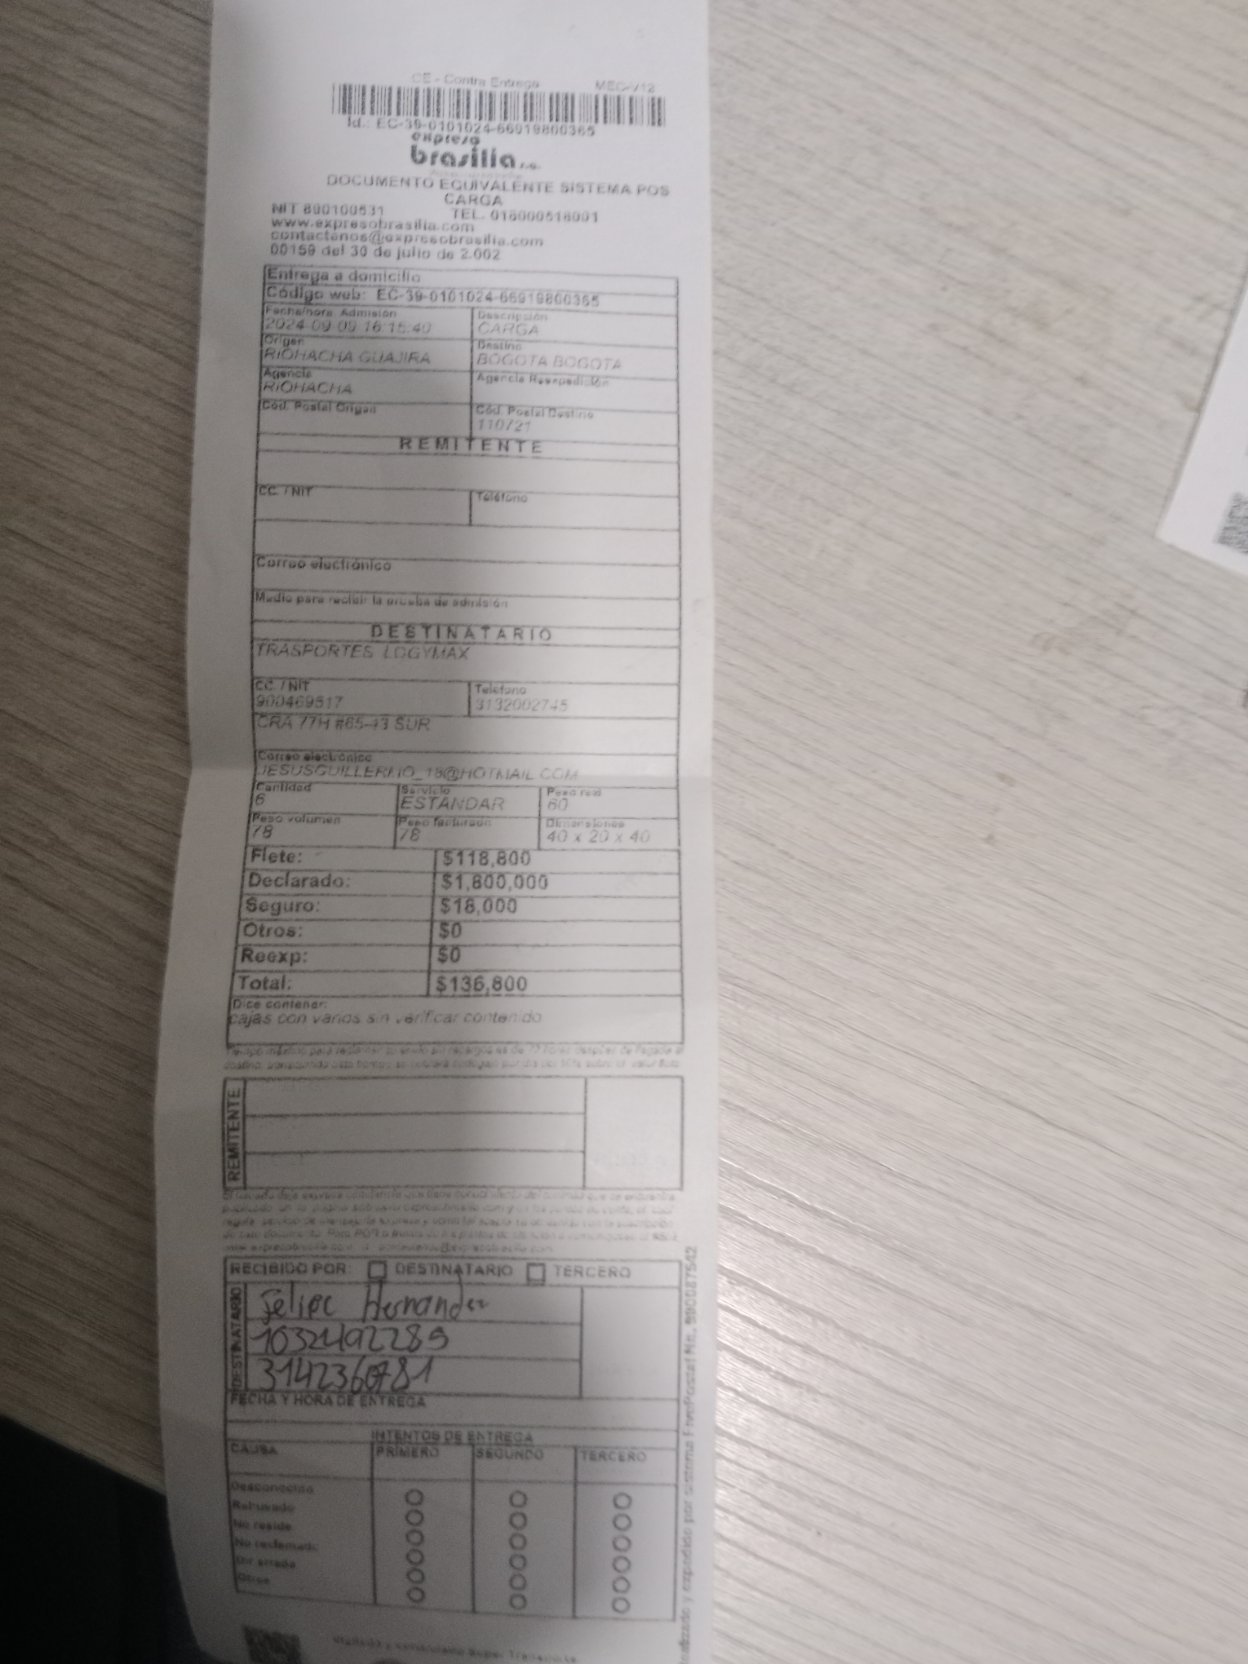 CE - Contra Entrega MEC-V12
Id.: EC-39-0101024-66919800365
expreso
brasilia s.a.
DOCUMENTO EQUIVALENTE SISTEMA POS
CARGA
NIT 890100531 TEL. 018000518001
www.expresobrasilia.com
contactanos@expresobrasilia.com
00159 del 30 de julio de 2.002
Entrega a domicilio
Código web: EC-39-0101024-66919800365
Fecha/hora Admisión Descripción
2024-09-09 16:15:40 CARGA
Origen Destino
RIOHACHA GUAJIRA BOGOTA BOGOTA
Agencia Agencia Reexpedición
RIOHACHA
Cód. Postal Origen Cód. Postal Destino
110721
REMITENTE
CC. / NIT Teléfono
Correo electrónico
Medio para recibir la prueba de admisión
DESTINATARIO
TRASPORTES LOGYMAX
CC. / NIT Teléfono
900469517 3132002745
CRA 77H #65-13 SUR
Correo electrónico
JESUSGUILLERMO_18@HOTMAIL.COM
Cantidad Servicio Peso real
6 ESTANDAR 60
Peso volumen Peso facturado Dimensiones
78 78 40 x 20 x 40
Flete: $118,800
Declarado: $1,800,000
Seguro: $18,000
Otros: $0
Reexp: $0
Total: $136,800
Dice contener:
cajas con varios sin verificar contenido
REMITENTE
RECIBIDO POR: DESTINATARIO TERCERO
DESTINATARIO
Felipe Hernandez
1032492289
3142360781
FECHA Y HORA DE ENTREGA
INTENTOS DE ENTREGA
CAUSA PRIMERO SEGUNDO TERCERO
Desconocido
Rehusado
No reside
No reclamado
Dir errada
Otros